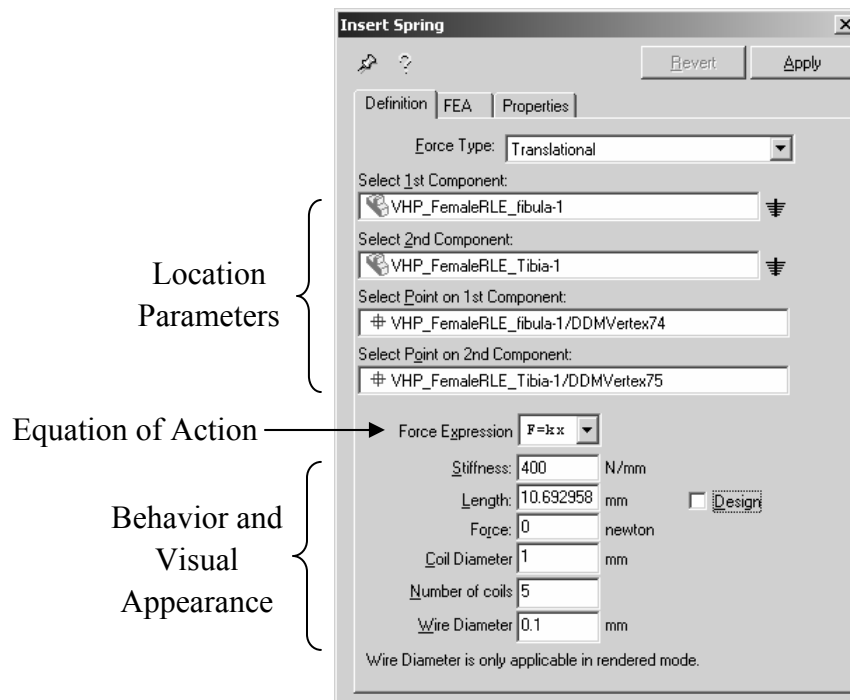 Insert Spring
Revert Apply
Definition FEA Properties
Force Type: Translational
Select 1st Component:
VHP_FemaleRLE_fibula-1
Select 2nd Component:
VHP_FemaleRLE_Tibia-1
Select Point on 1st Component:
VHP_FemaleRLE_fibula-1/DDMVertex74
Select Point on 2nd Component:
VHP_FemaleRLE_Tibia-1/DDMVertex75
Location
Parameters
Equation of Action
Force Expression F=kx
Stiffness: 400 N/mm
Length: 10.692958 mm Design
Force: 0 newton
Coil Diameter 1 mm
Number of coils 5
Wire Diameter 0.1 mm
Wire Diameter is only applicable in rendered mode.
Behavior and
Visual
Appearance